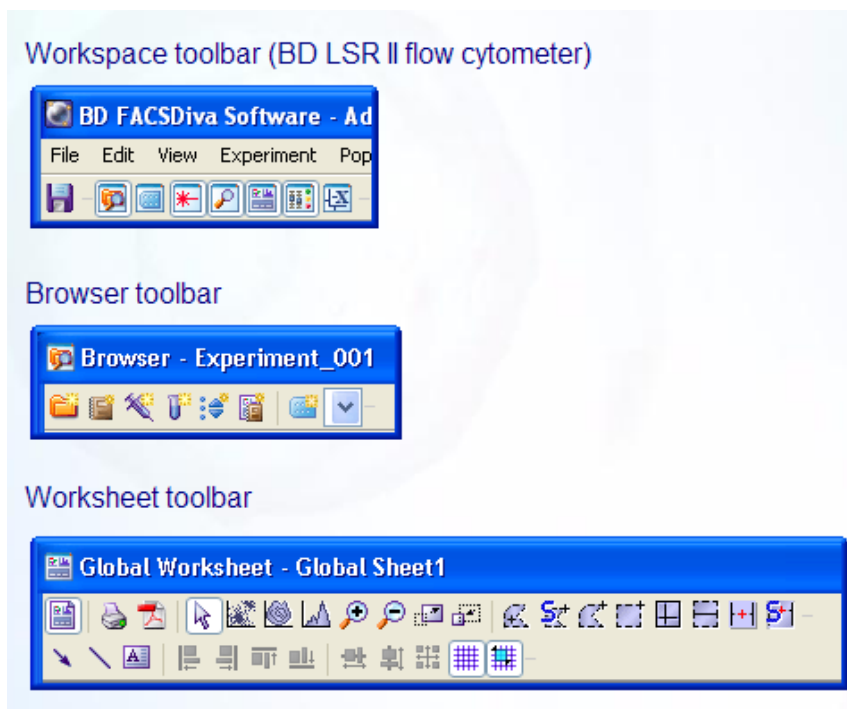 Workspace toolbar (BD LSR II flow cytometer)
BD FACSDiva Software - Ad
File Edit View Experiment Pop
Browser toolbar
Browser - Experiment_001
Worksheet toolbar
Global Worksheet - Global Sheet1